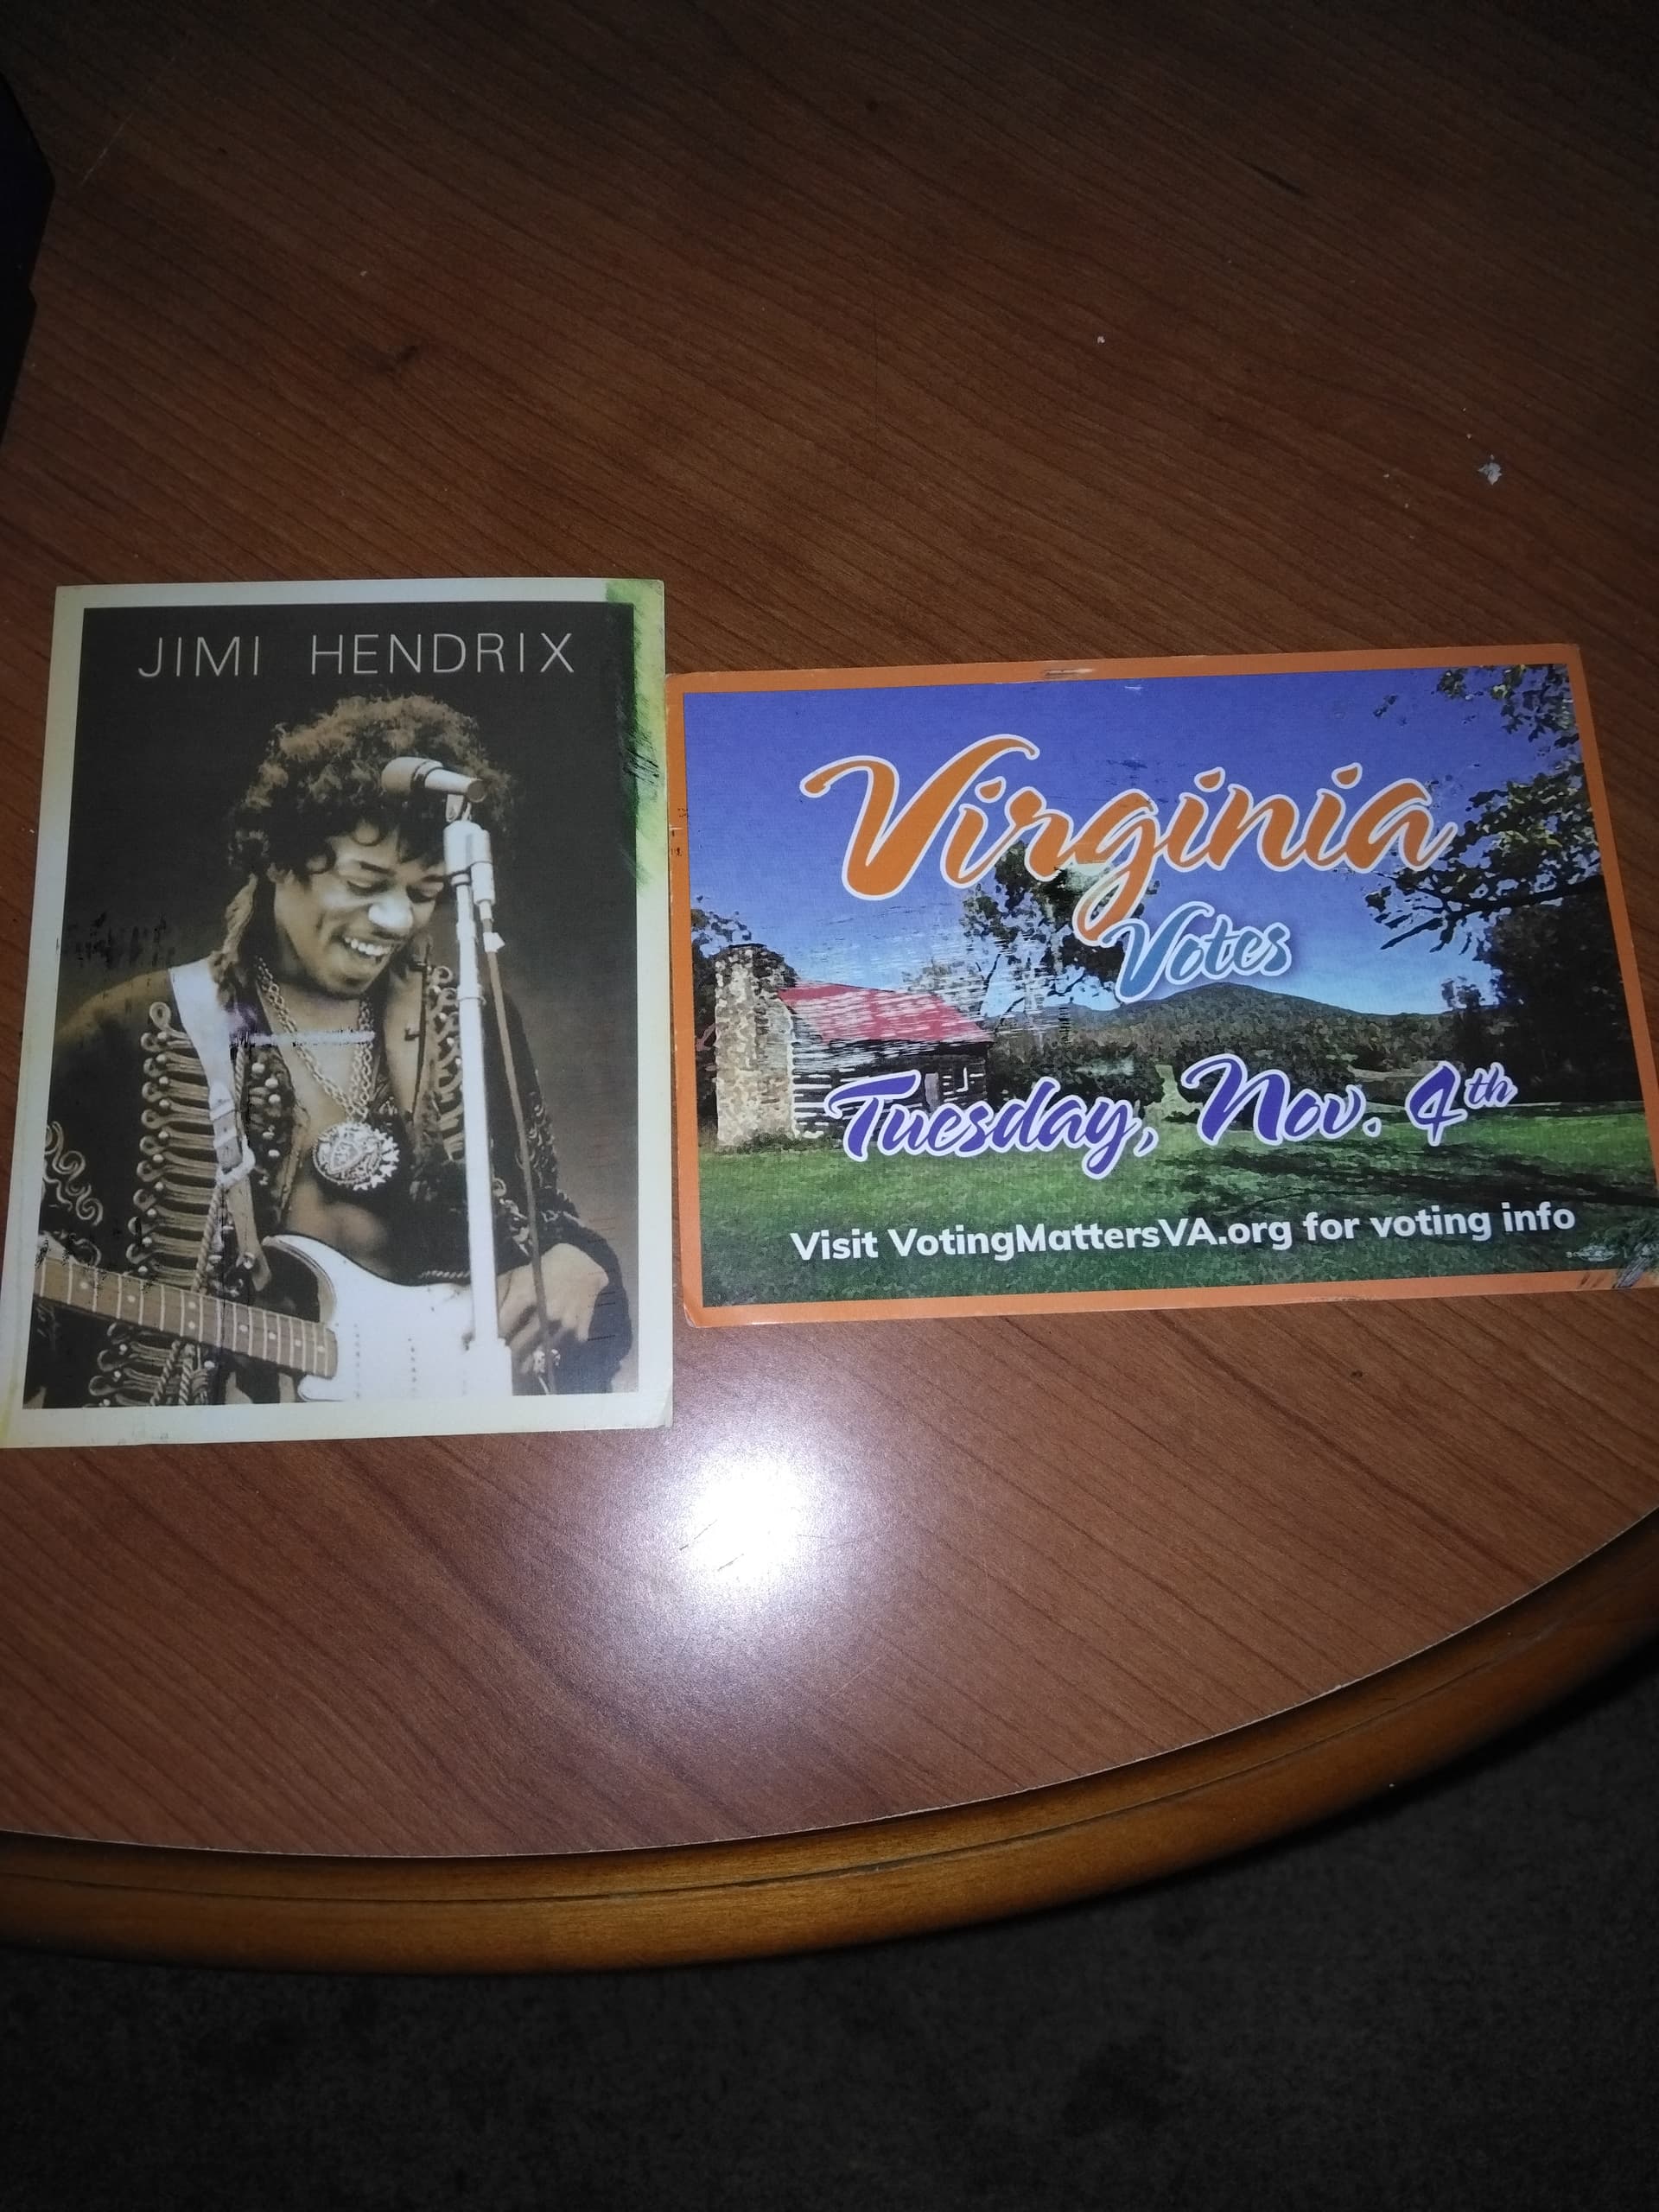 JIMI HENDRIX
Virginia
Votes
Tuesday, Nov. 4th
Visit VotingMattersVA.org for voting info